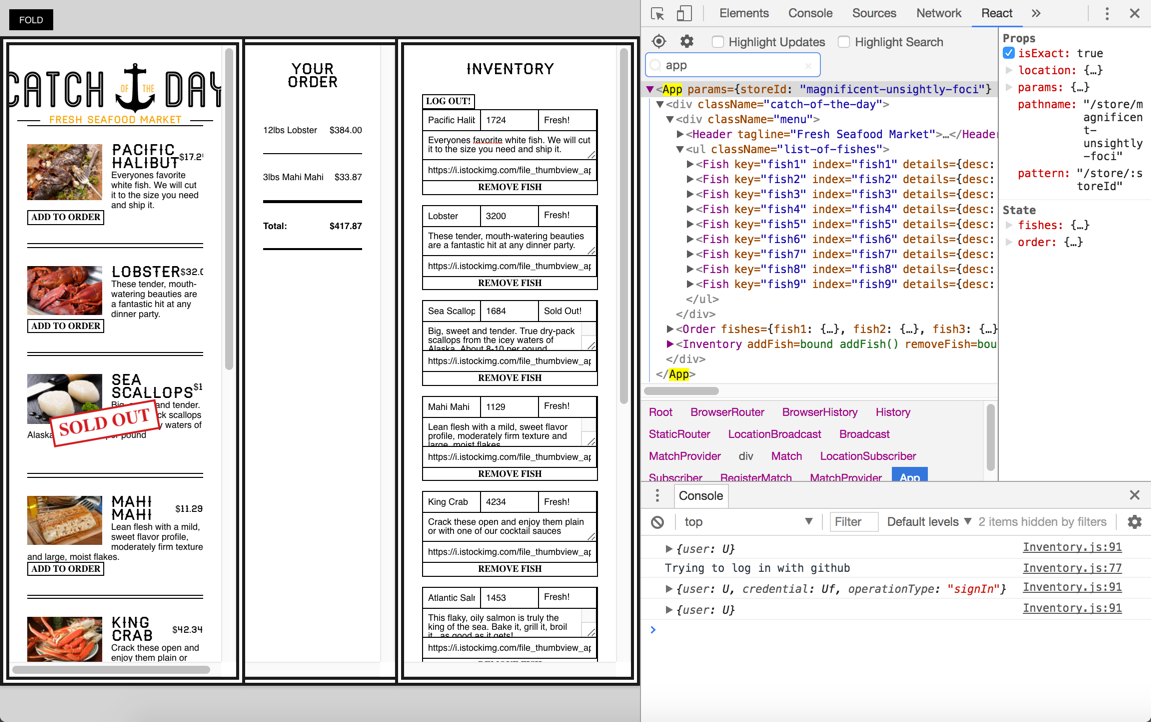 FOLD
CATCH OF THE DAY
FRESH SEAFOOD MARKET
PACIFIC
HALIBUT $17.2
Everyones favorite
white fish. We will cut
it to the size you need
and ship it.
ADD TO ORDER
LOBSTER $32.0
These tender, mouth-
watering beauties are
a fantastic hit at any
dinner party.
ADD TO ORDER
SEA
SCALLOPS $1
SOLD OUT
and tender.
scallops
waters of
Alaska pound
MAHI
MAHI $11.29
Lean flesh with a mild,
sweet flavor profile,
moderately firm texture
and large, moist flakes.
ADD TO ORDER
KING
CRAB $42.34
Crack these open and
enjoy them plain or
YOUR
ORDER
12lbs Lobster $384.00
3lbs Mahi Mahi $33.87
Total: $417.87
INVENTORY
LOG OUT!
Pacific Halit 1724 Fresh!
Everyones favorite white fish. We will cut
it to the size you need and ship it.
https://i.istockimg.com/file_thumbview_ap
REMOVE FISH
Lobster 3200 Fresh!
These tender, mouth-watering beauties
are a fantastic hit at any dinner party.
https://i.istockimg.com/file_thumbview_ap
REMOVE FISH
Sea Scallop 1684 Sold Out!
Big, sweet and tender. True dry-pack
scallops from the icey waters of
Alaska. About 8-10 per pound
https://i.istockimg.com/file_thumbview_ap
REMOVE FISH
Mahi Mahi 1129 Fresh!
Lean flesh with a mild, sweet flavor
profile, moderately firm texture and
large, moist flakes.
https://i.istockimg.com/file_thumbview_ap
REMOVE FISH
King Crab 4234 Fresh!
Crack these open and enjoy them plain
or with one of our cocktail sauces
https://i.istockimg.com/file_thumbview_ap
REMOVE FISH
Atlantic Salr 1453 Fresh!
This flaky, oily salmon is truly the
king of the sea. Bake it, grill it, broil
it...as good as it gets!
https://i.istockimg.com/file_thumbview_ap
REMOVE FISH
Elements Console Sources Network React »
Highlight Updates Highlight Search
app
<App params={storeId: "magnificent-unsightly-foci"}
<div className="catch-of-the-day">
<div className="menu">
<Header tagline="Fresh Seafood Market">…</Header
<ul className="list-of-fishes">
<Fish key="fish1" index="fish1" details={desc:
<Fish key="fish2" index="fish2" details={desc:
<Fish key="fish3" index="fish3" details={desc:
<Fish key="fish4" index="fish4" details={desc:
<Fish key="fish5" index="fish5" details={desc:
<Fish key="fish6" index="fish6" details={desc:
<Fish key="fish7" index="fish7" details={desc:
<Fish key="fish8" index="fish8" details={desc:
<Fish key="fish9" index="fish9" details={desc:
</ul>
</div>
<Order fishes={fish1: {…}, fish2: {…}, fish3: {…}
<Inventory addFish=bound addFish() removeFish=bou
</div>
</App>
Root BrowserRouter BrowserHistory History
StaticRouter LocationBroadcast Broadcast
MatchProvider div Match LocationSubscriber
Subscriber RegisterMatch MatchProvider App
Props
isExact: true
location: {…}
params: {…}
pathname: "/store/m
agnificen
t-
unsightly
-foci"
pattern: "/store/:s
toreId"
State
fishes: {…}
order: {…}
Console
top Filter Default levels 2 items hidden by filters
{user: U} Inventory.js:91
Trying to log in with github Inventory.js:77
{user: U, credential: Uf, operationType: "signIn"} Inventory.js:91
{user: U} Inventory.js:91